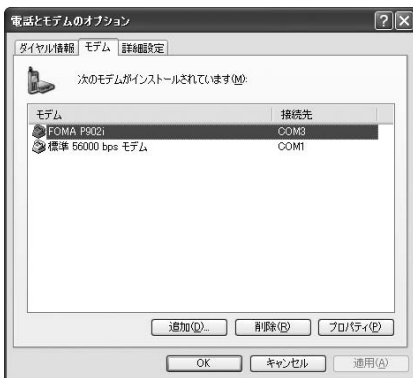 電話とモデムのオプション
ダイヤル情報 モデム 詳細設定
次のモデムがインストールされています(M):
モデム 接続先
FOMA P902i COM3
標準 56000 bps モデム COM1
追加(D)... 削除(R) プロパティ(P)
OK キャンセル 適用(A)